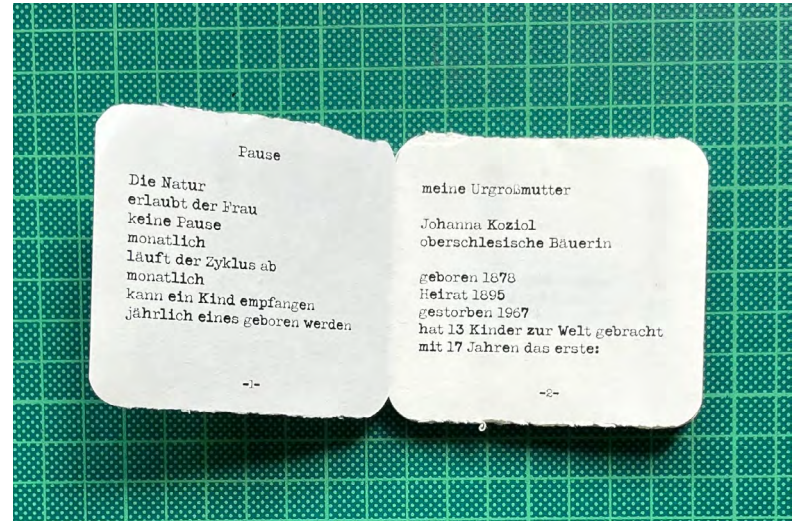 Pause
Die Natur
erlaubt der Frau
keine Pause
monatlich
läuft der Zyklus ab
monatlich
kann ein Kind empfangen
jährlich eines geboren werden
-1-
meine Urgroßmutter
Johanna Koziol
oberschlesische Bäuerin
geboren 1878
Heirat 1895
gestorben 1967
hat 13 Kinder zur Welt gebracht
mit 17 Jahren das erste:
-2-